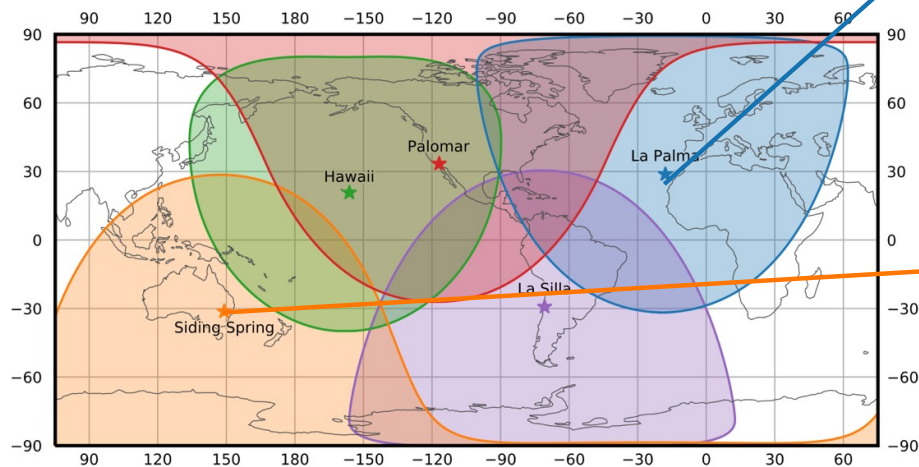 90 120 150 180 −150 −120 −90 −60 −30 0 30 60
90 90
60 60
Palomar
La Palma
30 30
Hawaii
0 0
La Silla
−30 −30
Siding Spring
−60 −60
−90 −90
90 120 150 180 −150 −120 −90 −60 −30 0 30 60